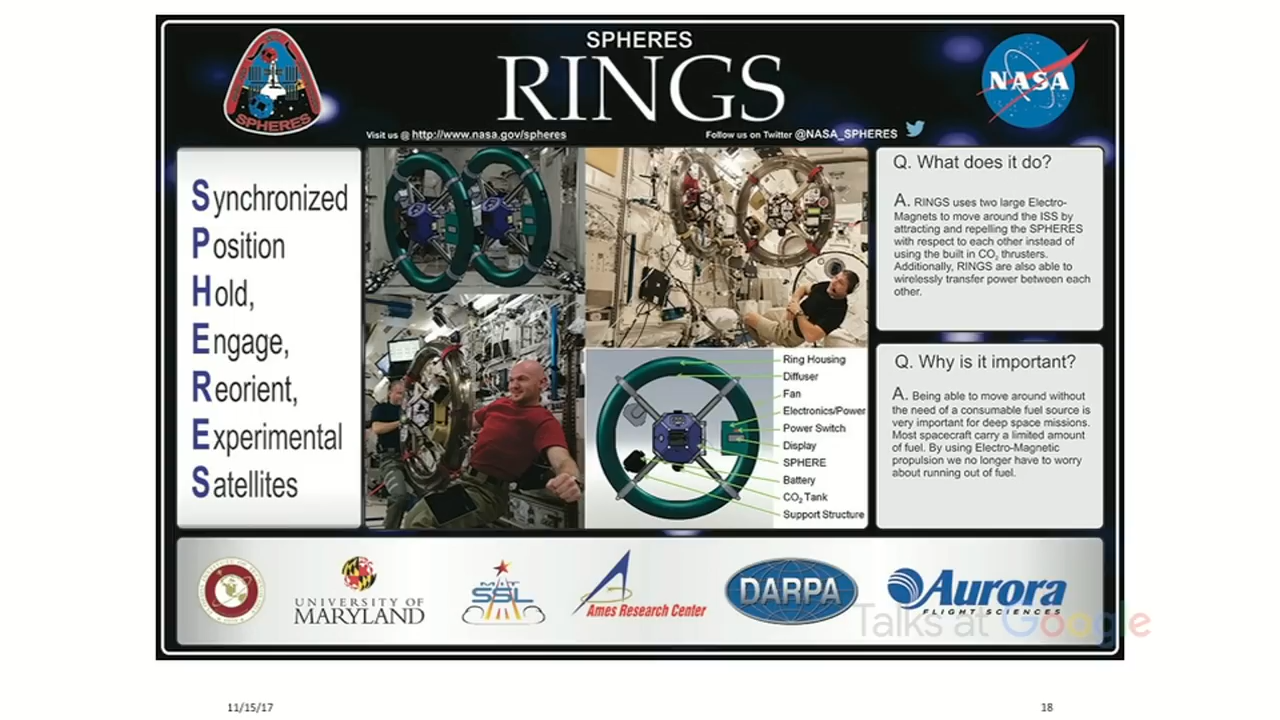 SPHERES
RINGS
SPHERES
NASA
Visit us @ http://www.nasa.gov/spheres
Follow us on Twitter @NASA_SPHERES
Synchronized
Position
Hold,
Engage,
Reorient,
Experimental
Satellites
Ring Housing
Diffuser
Fan
Electronics/Power
Power Switch
Display
SPHERE
Battery
CO₂ Tank
Support Structure
Q. What does it do?
A. RINGS uses two large Electro-
Magnets to move around the ISS by
attracting and repelling the SPHERES
with respect to each other instead of
using the built in CO₂ thrusters.
Additionally, RINGS are also able to
wirelessly transfer power between each
other.
Q. Why is it important?
A. Being able to move around without
the need of a consumable fuel source is
very important for deep space missions.
Most spacecraft carry a limited amount
of fuel. By using Electro-Magnetic
propulsion we no longer have to worry
about running out of fuel.
UNIVERSITY OF
MARYLAND
MIT
SSL
Ames Research Center
DARPA
Aurora
FLIGHT SCIENCES
Talks at Google
11/15/17
18